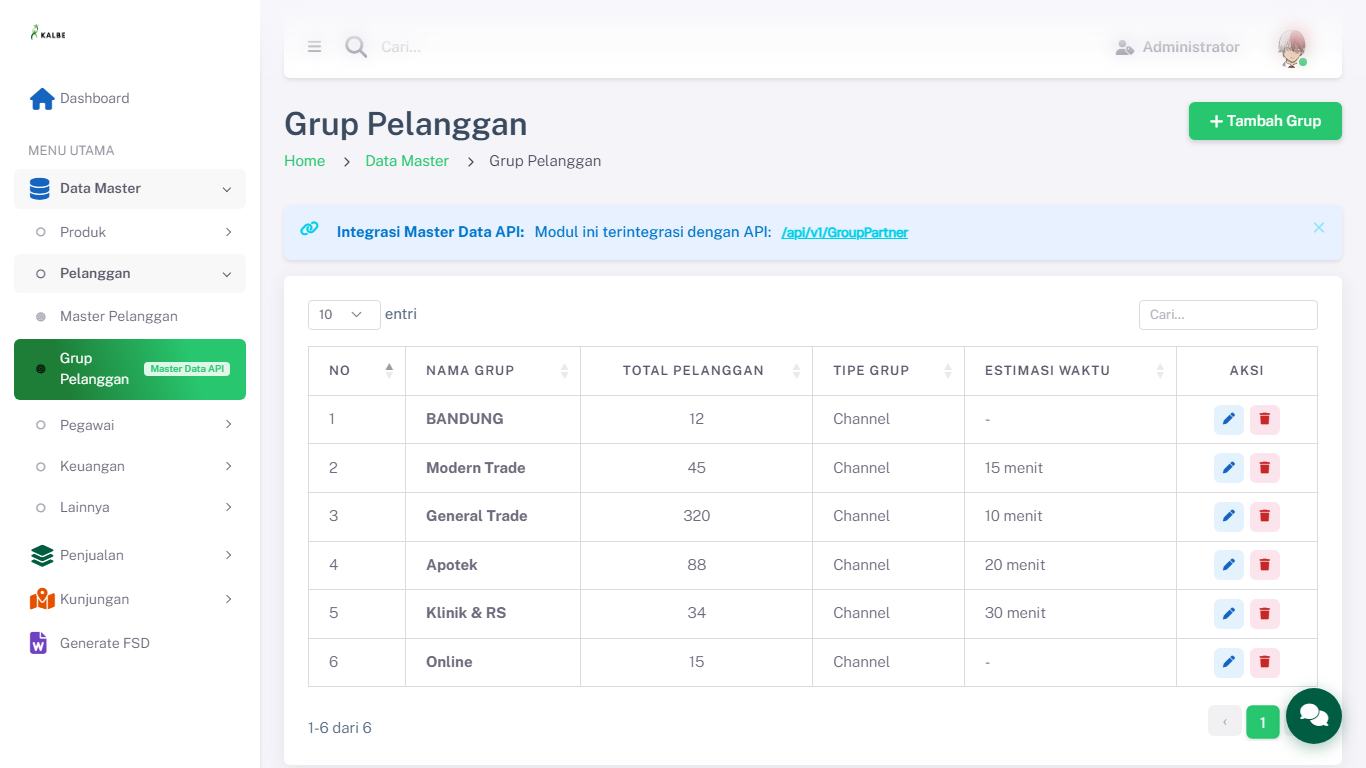 KALBE
Cari...
Administrator
Dashboard
MENU UTAMA
Data Master
Produk
Pelanggan
Master Pelanggan
Grup Pelanggan
Master Data API
Pegawai
Keuangan
Lainnya
Penjualan
Kunjungan
Generate FSD
Grup Pelanggan
Tambah Grup
Home > Data Master > Grup Pelanggan
Integrasi Master Data API: Modul ini terintegrasi dengan API: /api/v1/GroupPartner
10 entri
Cari...
NO NAMA GRUP TOTAL PELANGGAN TIPE GRUP ESTIMASI WAKTU AKSI
1 BANDUNG 12 Channel -
2 Modern Trade 45 Channel 15 menit
3 General Trade 320 Channel 10 menit
4 Apotek 88 Channel 20 menit
5 Klinik & RS 34 Channel 30 menit
6 Online 15 Channel -
1-6 dari 6
‹ 1